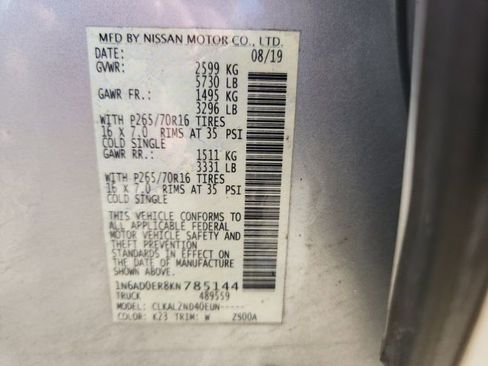 MFD BY NISSAN MOTOR CO., LTD.
DATE: 08/19
GVWR: 2599 KG
5730 LB
GAWR FR.: 1495 KG
3296 LB
WITH P265/70R16 TIRES
16 X 7.0 RIMS AT 35 PSI
COLD SINGLE
GAWR RR.: 1511 KG
3331 LB
WITH P265/70R16 TIRES
16 X 7.0 RIMS AT 35 PSI
COLD SINGLE
THIS VEHICLE CONFORMS TO
ALL APPLICABLE FEDERAL
MOTOR VEHICLE SAFETY AND
THEFT PREVENTION
STANDARDS IN EFFECT ON
THE DATE OF MANUFACTURE
SHOWN ABOVE.
1N6AD0ER8KN785144
TRUCK 489559
MODEL: CLKALZND40EUN-----
COLOR: K23 TRIM: W 2900A